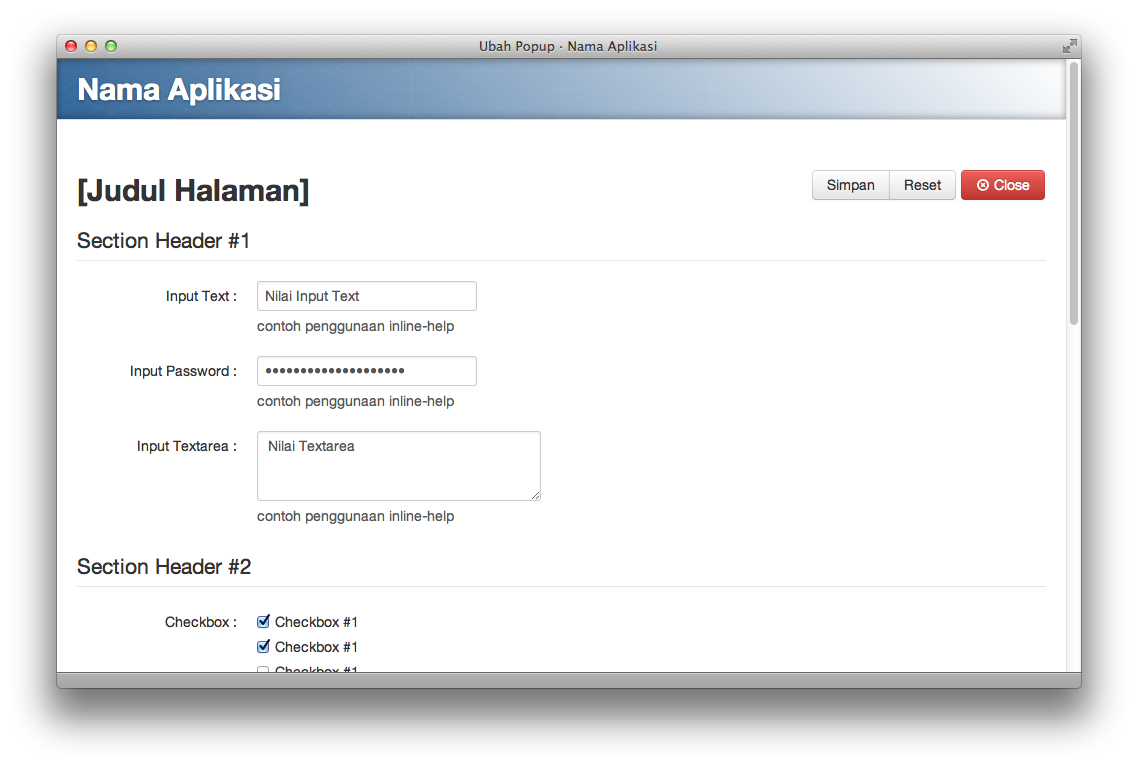 Ubah Popup · Nama Aplikasi
Nama Aplikasi
[Judul Halaman]
Simpan
Reset
Close
Section Header #1
Input Text :
Nilai Input Text
contoh penggunaan inline-help
Input Password :
••••••••••••••••••••
contoh penggunaan inline-help
Input Textarea :
Nilai Textarea
contoh penggunaan inline-help
Section Header #2
Checkbox :
Checkbox #1
Checkbox #1
Checkbox #1